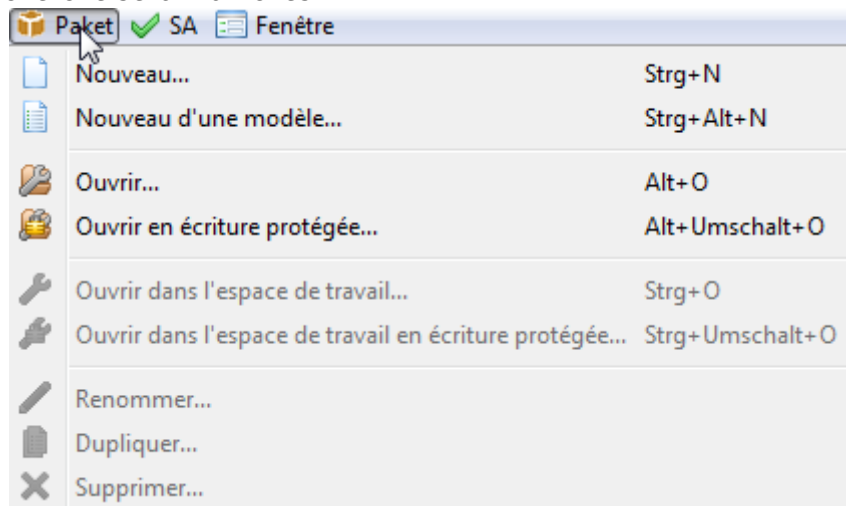 Paket SA Fenêtre
Nouveau... Strg+N
Nouveau d'une modèle... Strg+Alt+N
Ouvrir... Alt+O
Ouvrir en écriture protégée... Alt+Umschalt+O
Ouvrir dans l'espace de travail... Strg+O
Ouvrir dans l'espace de travail en écriture protégée... Strg+Umschalt+O
Renommer...
Dupliquer...
Supprimer...